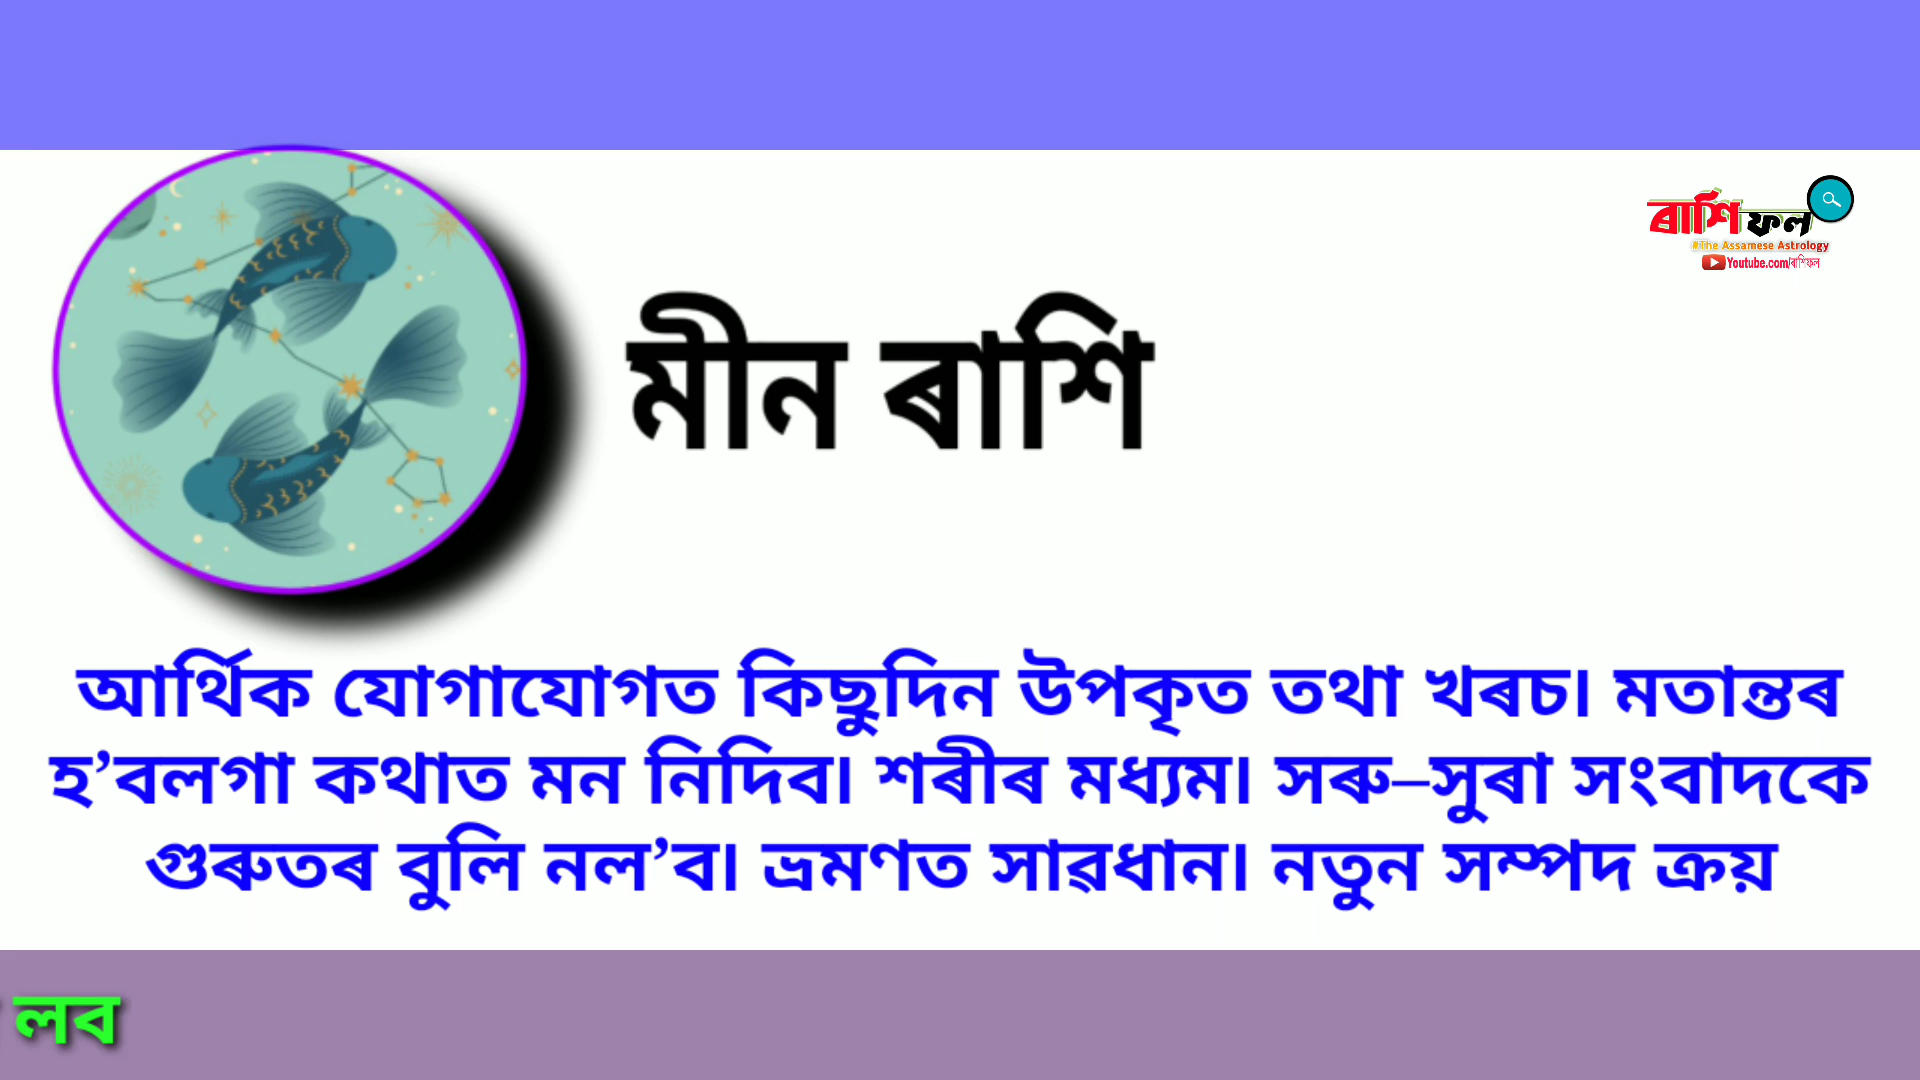 ৰাশিফল
#The Assamese Astrology
Youtube.com/ৰাশিফল
মীন ৰাশি
আৰ্থিক যোগাযোগত কিছুদিন উপকৃত তথা খৰচ। মতান্তৰ
হ’বলগা কথাত মন নিদিব। শৰীৰ মধ্যম। সৰু–সুৰা সংবাদকে
গুৰুতৰ বুলি নল’ব। ভ্ৰমণত সাৱধান। নতুন সম্পদ ক্ৰয়
লব